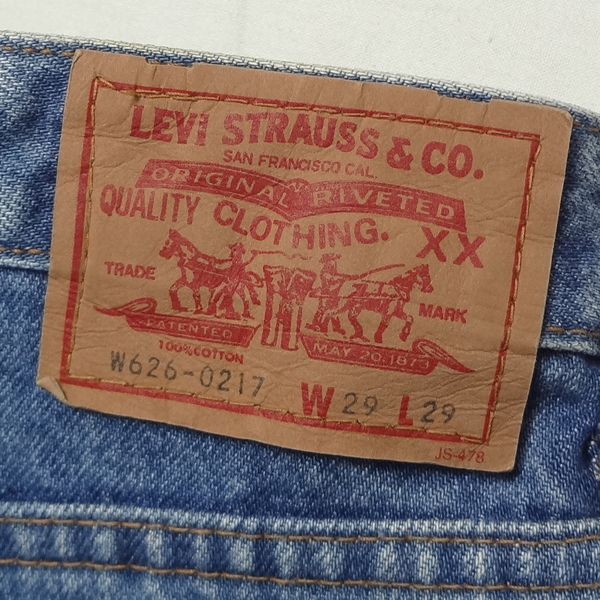 LEVI STRAUSS & CO.
SAN FRANCISCO CAL.
ORIGINAL RIVETED
QUALITY CLOTHING.
XX
TRADE MARK
PATENTED MAY 20, 1873
100% COTTON
W626-0217 W 29 L 29
JS-478